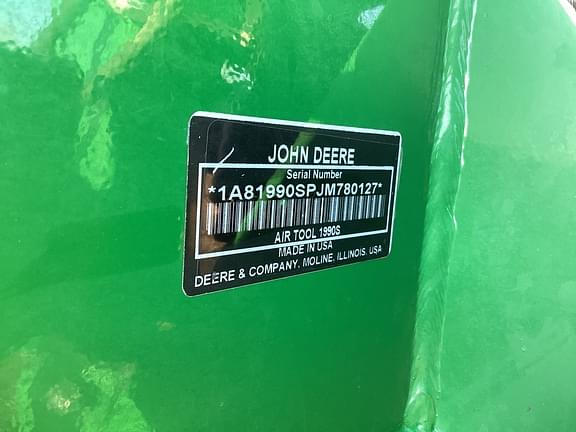 JOHN DEERE
Serial Number
*1A81990SPJM780127*
AIR TOOL 1990S
MADE IN USA
DEERE & COMPANY, MOLINE, ILLINOIS, USA